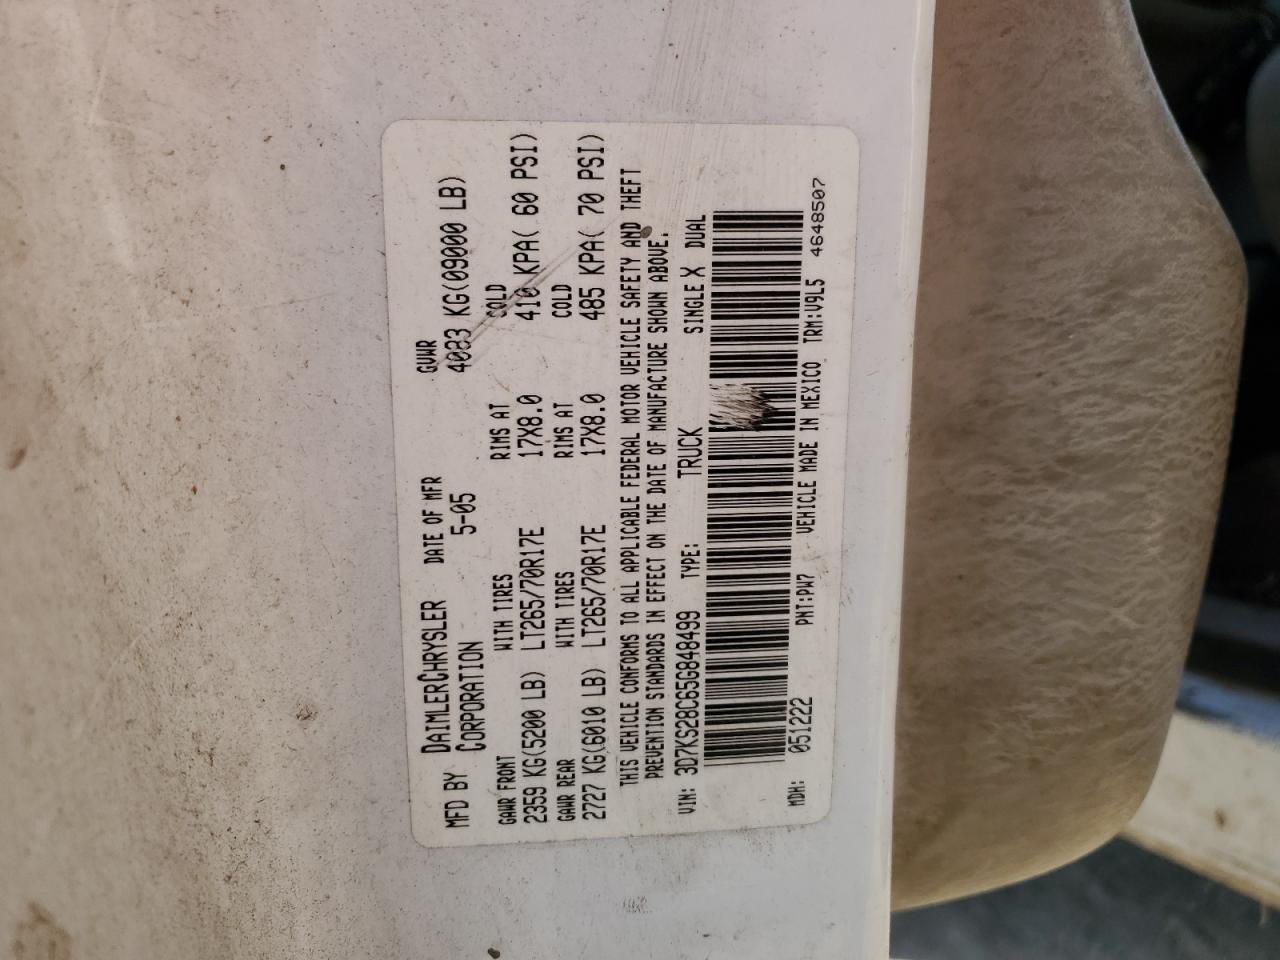 MFD BY DAIMLERCHRYSLER CORPORATION DATE OF MFR 5-05 GVWR 4083 KG(09000 LB)
GAWR FRONT WITH TIRES RIMS AT COLD
2359 KG(5200 LB) LT265/70R17E 17X8.0 410 KPA( 60 PSI)
GAWR REAR WITH TIRES RIMS AT COLD
2727 KG(6010 LB) LT265/70R17E 17X8.0 485 KPA( 70 PSI)
THIS VEHICLE CONFORMS TO ALL APPLICABLE FEDERAL MOTOR VEHICLE SAFETY AND THEFT
PREVENTION STANDARDS IN EFFECT ON THE DATE OF MANUFACTURE SHOWN ABOVE.
VIN: 3D7KS28C65G848499 TYPE: TRUCK SINGLE X DUAL
MDH: 051222 PNT:PW7 VEHICLE MADE IN MEXICO TRM:V9L5 4648507